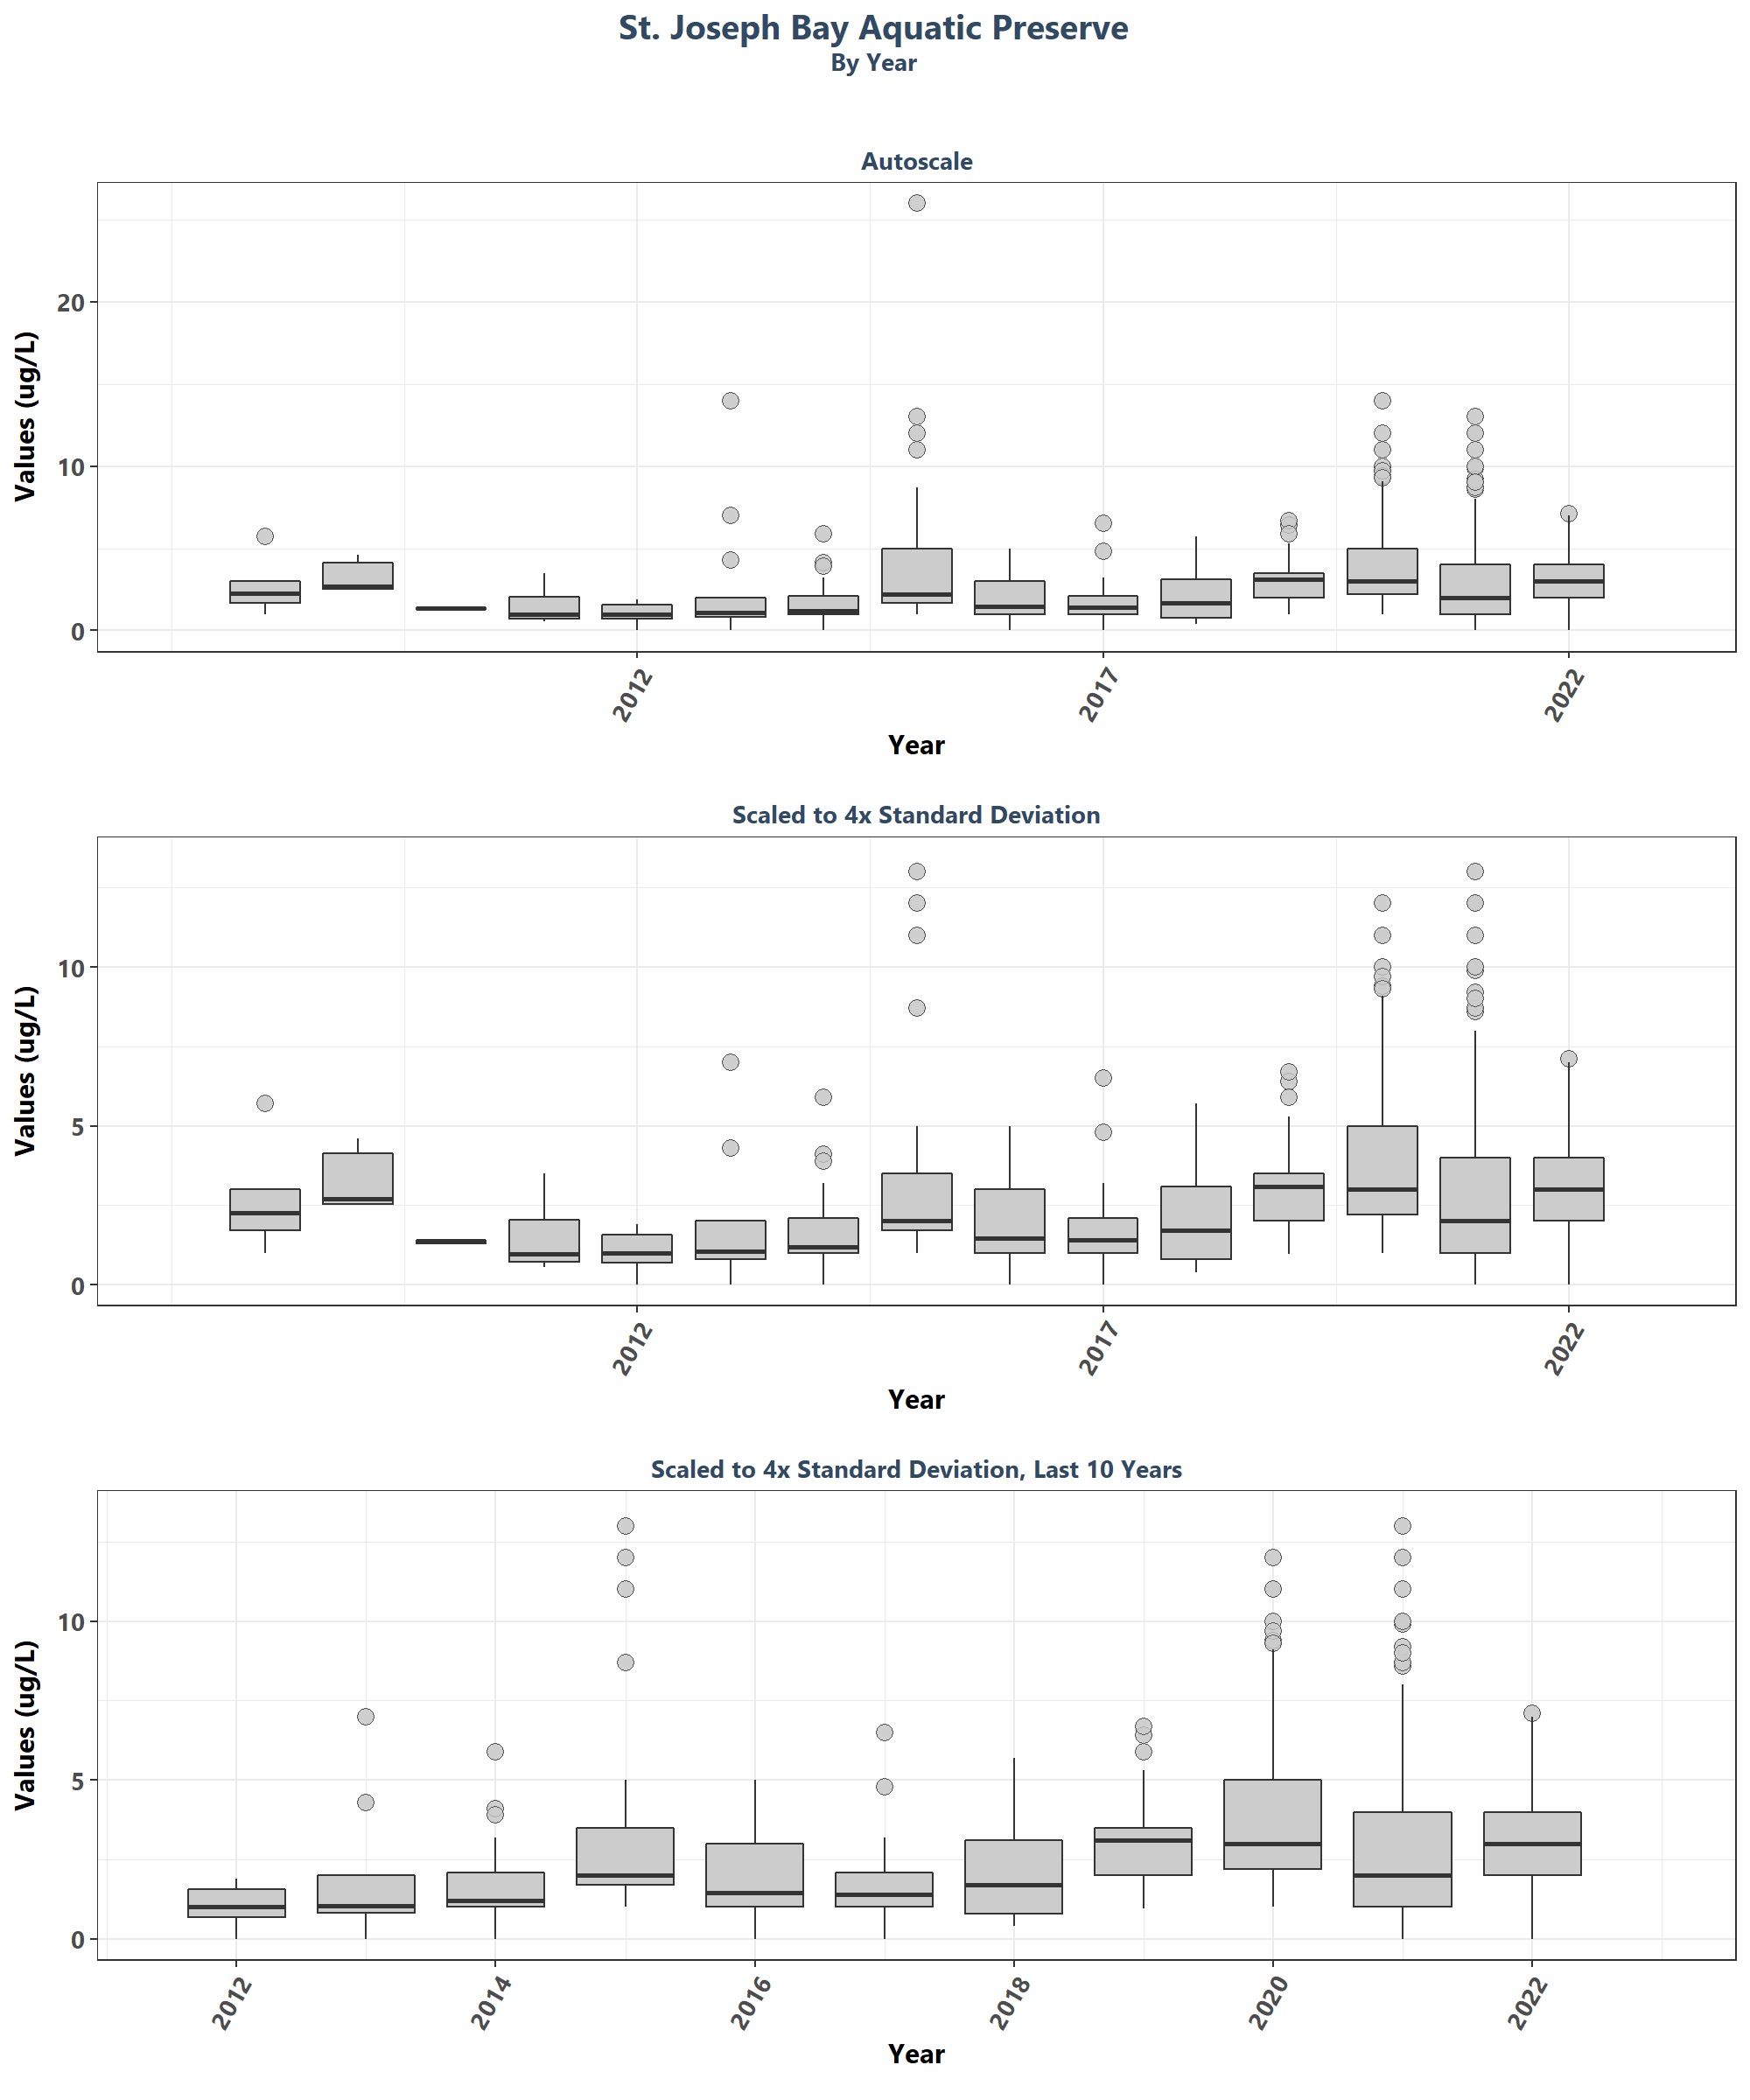 St. Joseph Bay Aquatic Preserve
By Year
Autoscale
Values (ug/L)
20
10
0
2012
2017
2022
Year
Scaled to 4x Standard Deviation
Values (ug/L)
10
5
0
2012
2017
2022
Year
Scaled to 4x Standard Deviation, Last 10 Years
Values (ug/L)
10
5
0
2012
2014
2016
2018
2020
2022
Year